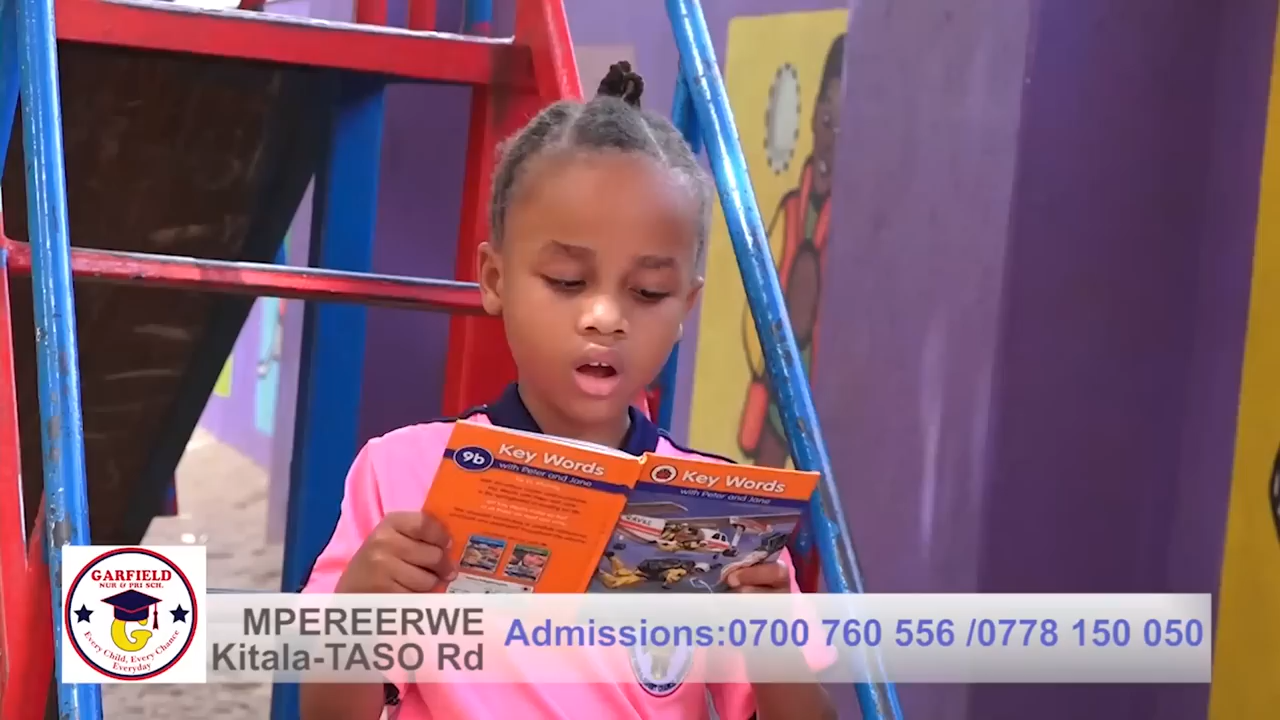 9b
Key Words
with Peter and Jane
Key Words
with Peter and Jane
GARFIELD
NUR & PRI SCH.
G
Every Child, Every Chance
Everyday
MPEREERWE
Kitala-TASO Rd
Admissions:0700 760 556 /0778 150 050